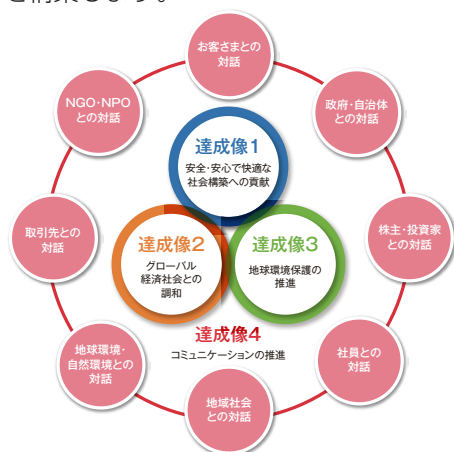 お客さまとの
対話
NGO・NPO
との対話
政府・自治体
との対話
達成像1
安全・安心で快適な
社会構築への貢献
取引先との
対話
達成像2
グローバル
経済社会との
調和
達成像3
地球環境保護の
推進
株主・投資家
との対話
達成像4
コミュニケーションの推進
地球環境・
自然環境との
対話
社員との
対話
地域社会
との対話